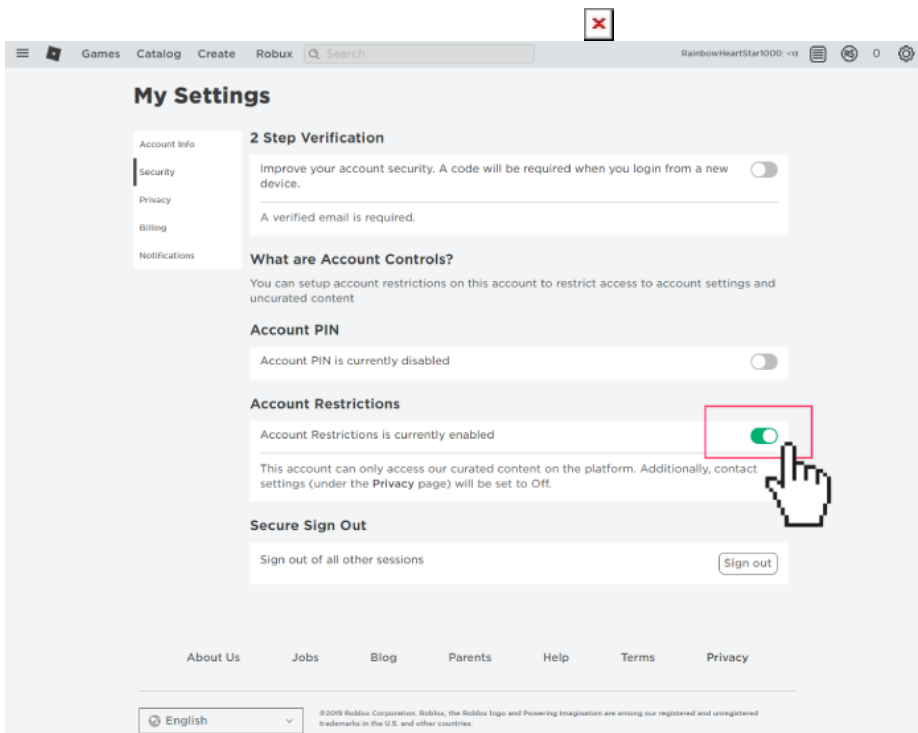 Games Catalog Create Robux Search RainbowHeartStar1000: <13 0
My Settings
Account Info
Security
Privacy
Billing
Notifications
2 Step Verification
Improve your account security. A code will be required when you login from a new
device.
A verified email is required.
What are Account Controls?
You can setup account restrictions on this account to restrict access to account settings and
uncurated content
Account PIN
Account PIN is currently disabled
Account Restrictions
Account Restrictions is currently enabled
This account can only access our curated content on the platform. Additionally, contact
settings (under the Privacy page) will be set to Off.
Secure Sign Out
Sign out of all other sessions
Sign out
About Us Jobs Blog Parents Help Terms Privacy
English
©2019 Roblox Corporation. Roblox, the Roblox logo and Powering Imagination are among our registered and unregistered
trademarks in the U.S. and other countries.